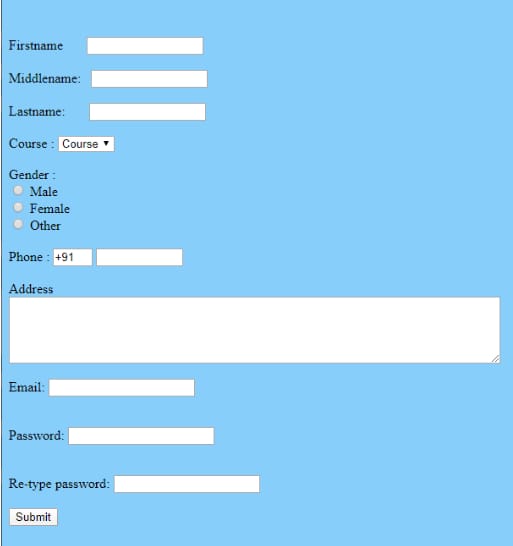 Firstname
Middlename:
Lastname:
Course : Course
Gender :
Male
Female
Other
Phone : +91
Address
Email:
Password:
Re-type password:
Submit